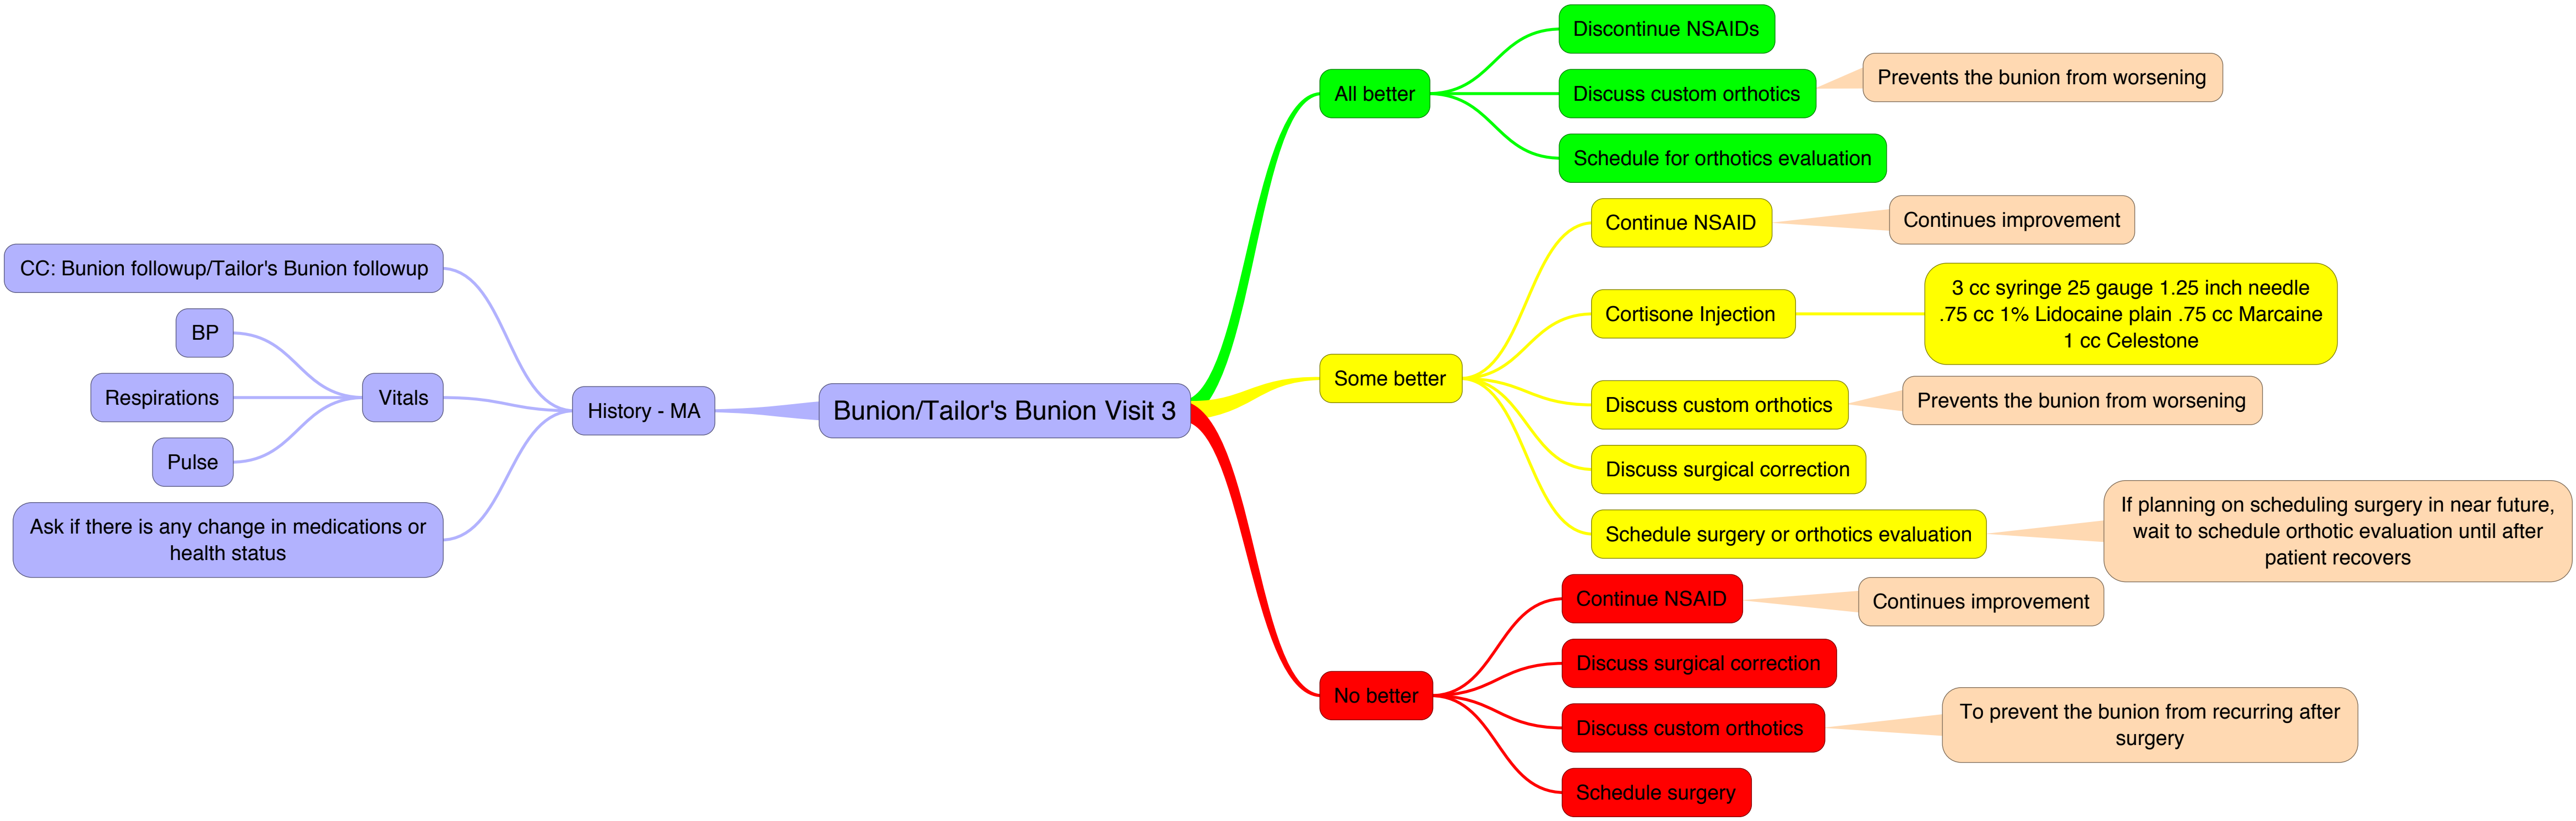 CC: Bunion followup/Tailor's Bunion followup
BP
Respirations
Pulse
Vitals
Ask if there is any change in medications or
health status
History - MA
Bunion/Tailor's Bunion Visit 3
All better
Discontinue NSAIDs
Discuss custom orthotics
Prevents the bunion from worsening
Schedule for orthotics evaluation
Some better
Continue NSAID
Continues improvement
Cortisone Injection
3 cc syringe 25 gauge 1.25 inch needle
.75 cc 1% Lidocaine plain .75 cc Marcaine
1 cc Celestone
Discuss custom orthotics
Prevents the bunion from worsening
Discuss surgical correction
Schedule surgery or orthotics evaluation
If planning on scheduling surgery in near future,
wait to schedule orthotic evaluation until after
patient recovers
No better
Continue NSAID
Continues improvement
Discuss surgical correction
Discuss custom orthotics
To prevent the bunion from recurring after
surgery
Schedule surgery